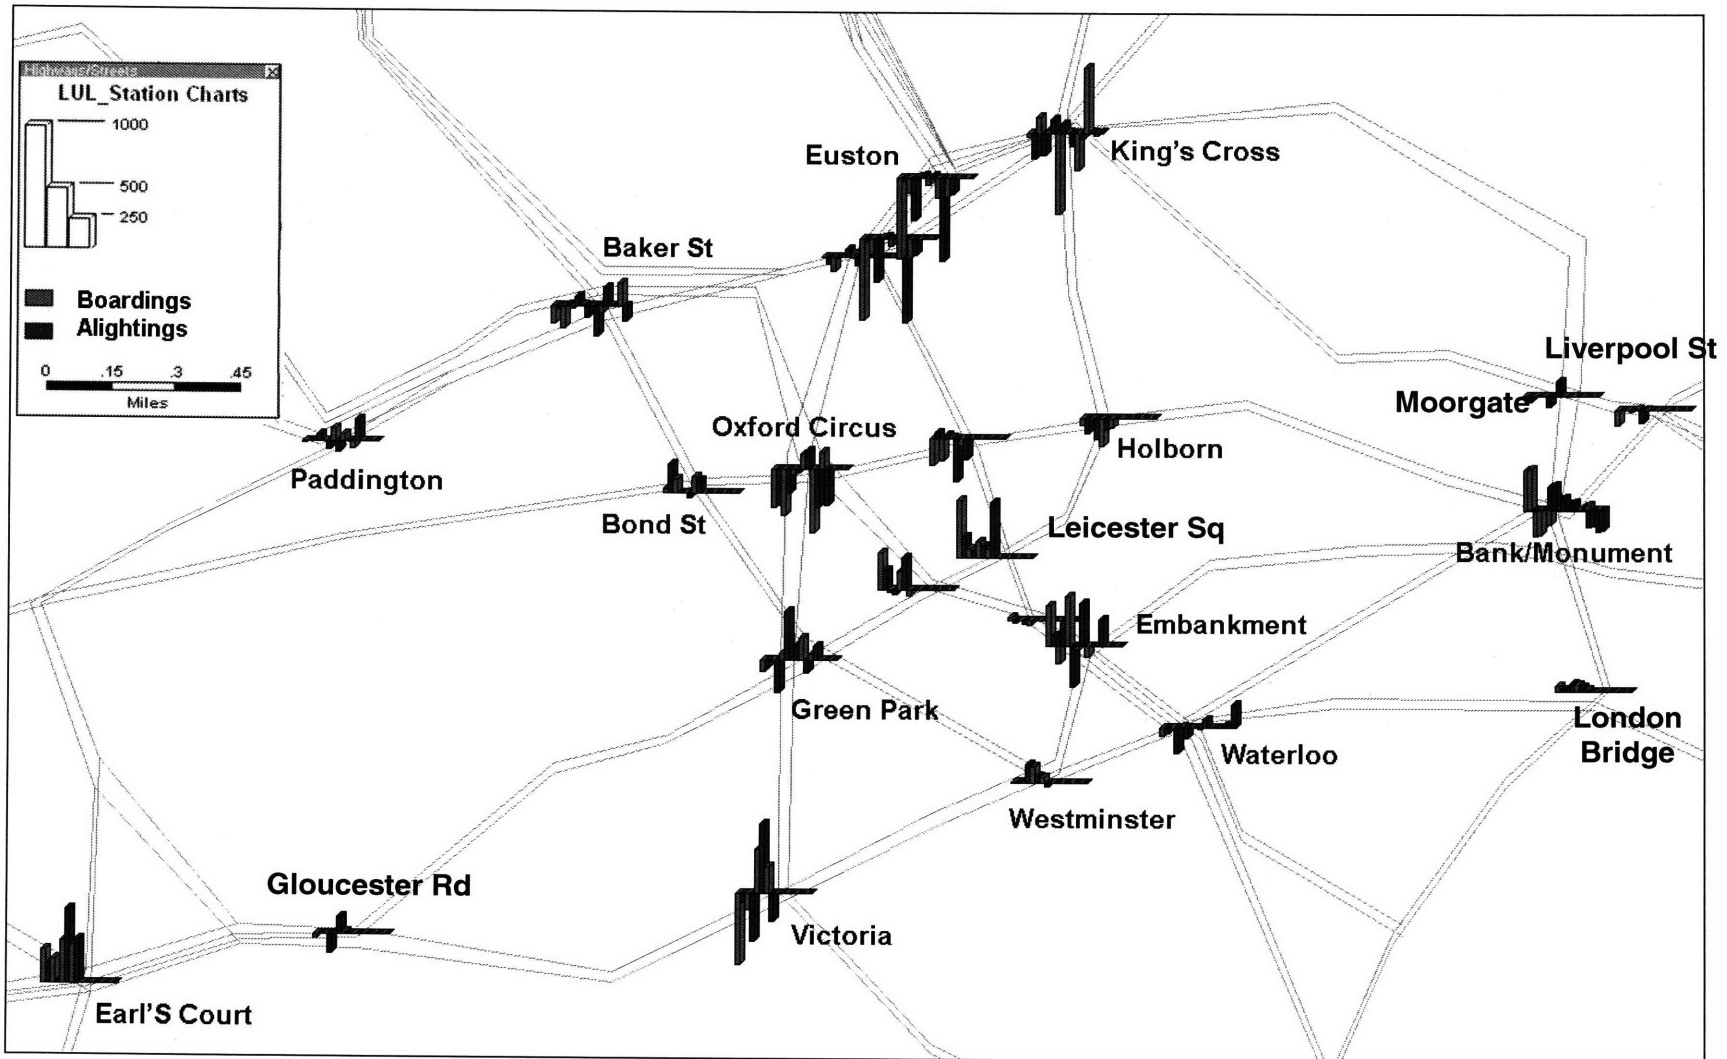 Highways/Streets
LUL_Station Charts
1000
500
250
Boardings
Alightings
0 .15 .3 .45
Miles
Euston
King's Cross
Baker St
Liverpool St
Moorgate
Oxford Circus
Holborn
Paddington
Bond St
Leicester Sq
Bank/Monument
Embankment
Green Park
London
Bridge
Waterloo
Westminster
Gloucester Rd
Victoria
Earl'S Court